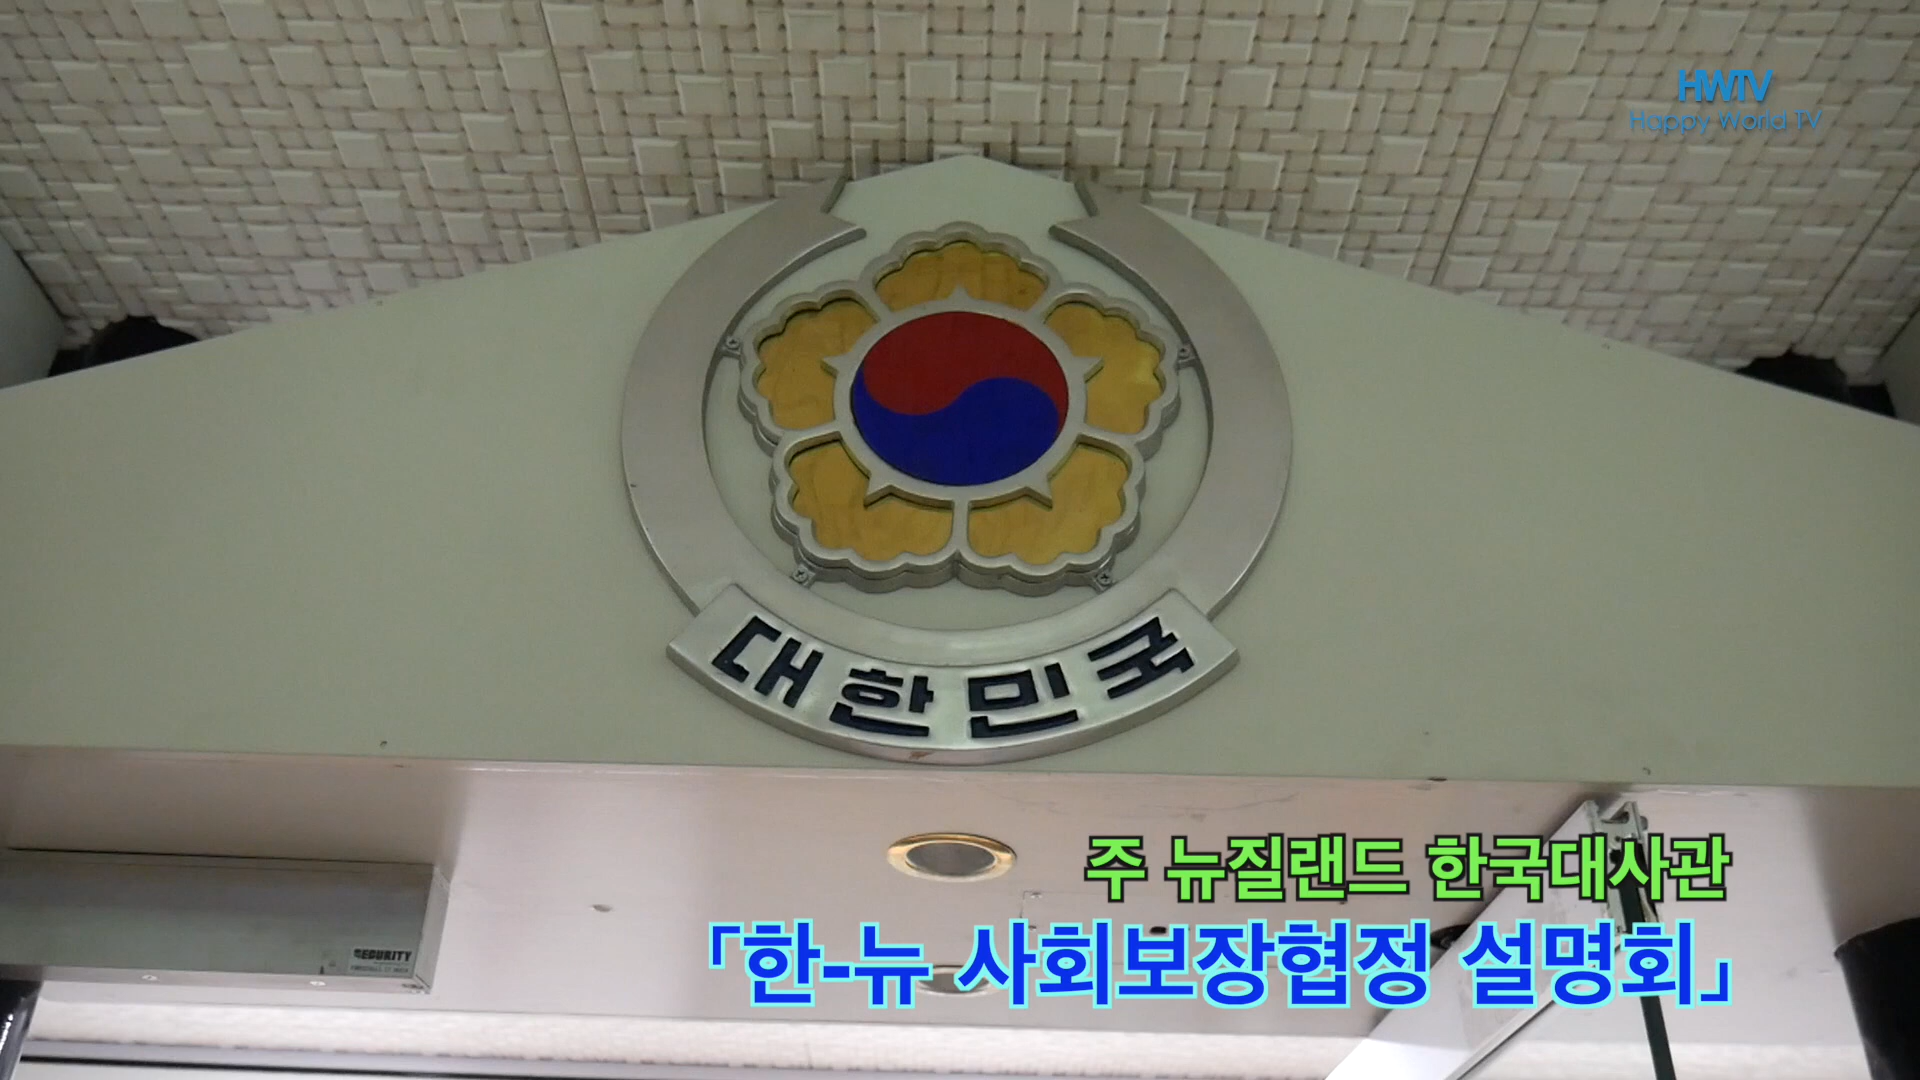 HWTV
Happy World TV
대한민국
주 뉴질랜드 한국대사관
「한-뉴 사회보장협정 설명회」
SECURITY